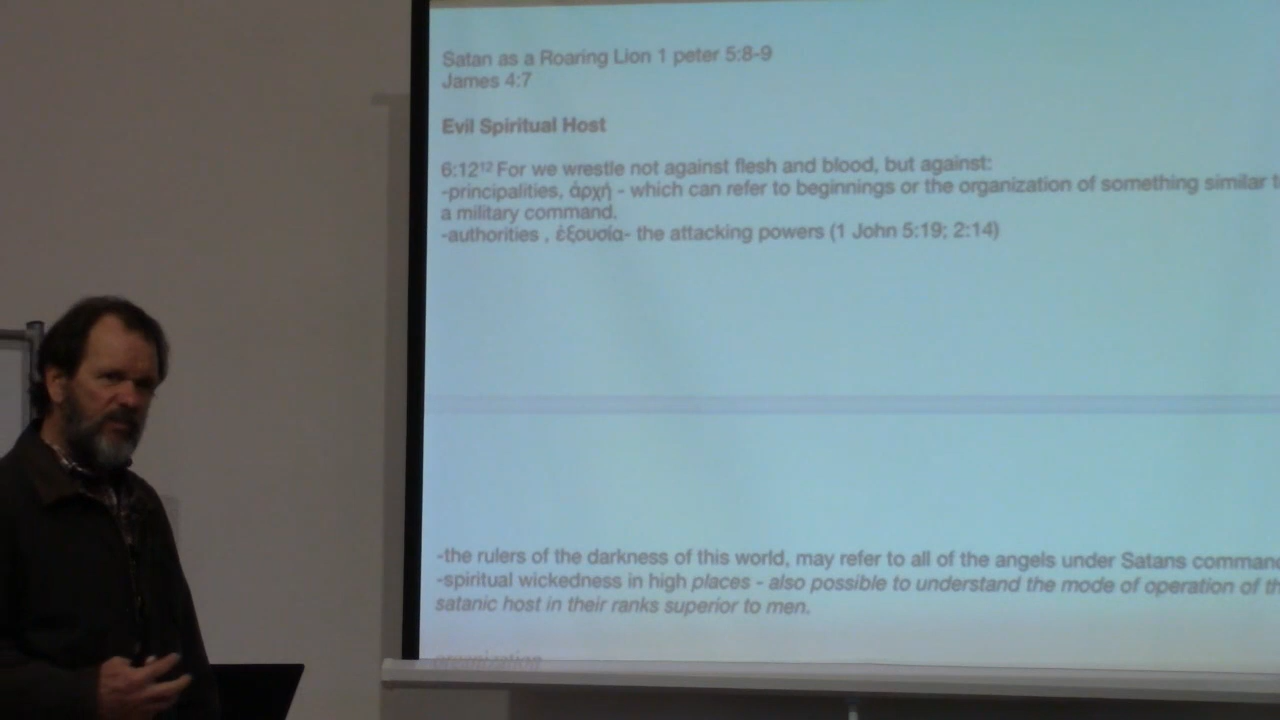 Satan as a Roaring Lion 1 peter 5:8-9
James 4:7
Evil Spiritual Host
6:12¹² For we wrestle not against flesh and blood, but against:
-principalities, ἀρχή - which can refer to beginnings or the organization of something similar
a military command.
-authorities , ἐξουσία- the attacking powers (1 John 5:19; 2:14)
-the rulers of the darkness of this world, may refer to all of the angels under Satans command
-spiritual wickedness in high places - also possible to understand the mode of operation of
satanic host in their ranks superior to men.
organization